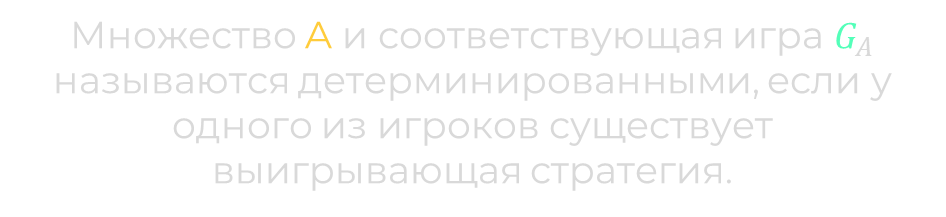 Множество A и соответствующая игра G_A
называются детерминированными, если у
одного из игроков существует
выигрывающая стратегия.